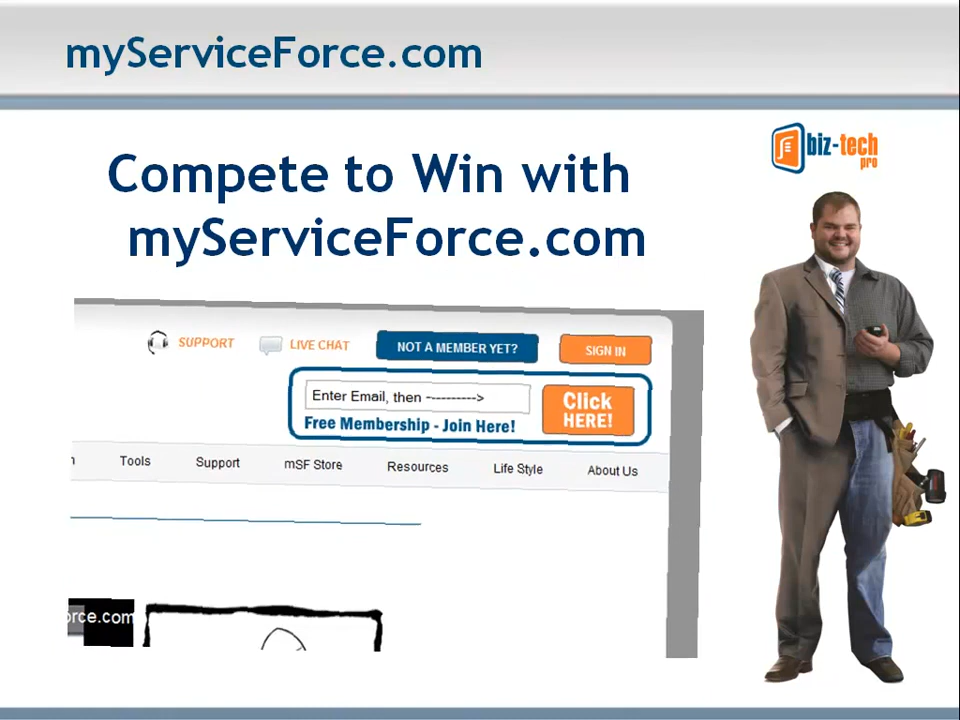 myServiceForce.com
biz-tech
pro
Compete to Win with
myServiceForce.com
SUPPORT LIVE CHAT NOT A MEMBER YET? SIGN IN
Enter Email, then ---------->
Click
HERE!
Free Membership - Join Here!
Tools Support mSF Store Resources Life Style About Us
orce.com